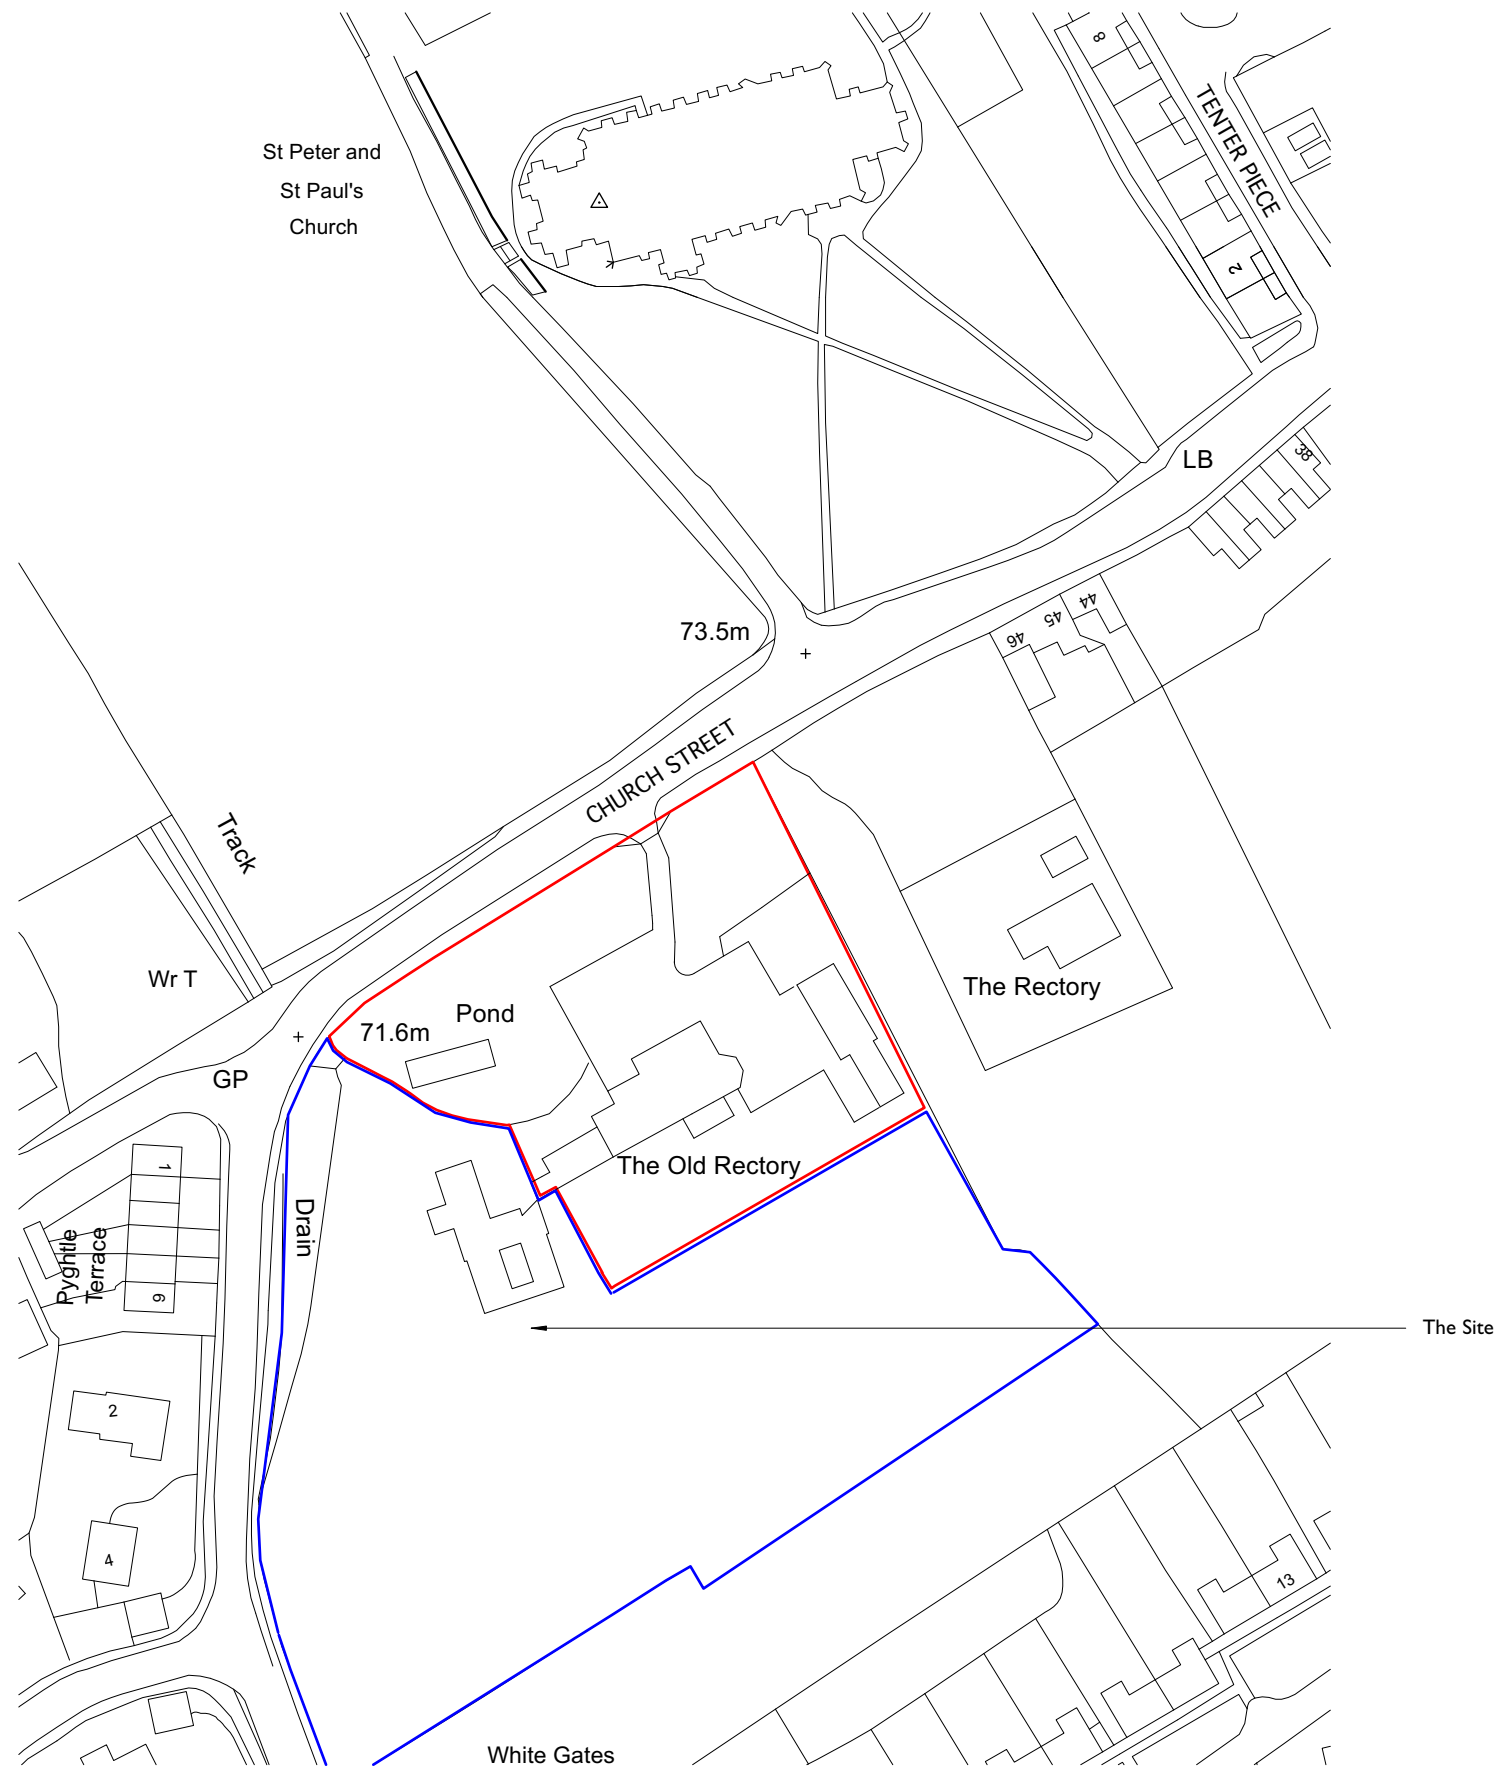 8
TENTER PIECE
St Peter and
St Paul's
Church
2
LB
38
73.5m
44
45
46
CHURCH STREET
Track
Wr T
The Rectory
Pond
71.6m
GP
1
The Old Rectory
Drain
Pyghtle
Terrace
6
The Site
2
4
13
White Gates